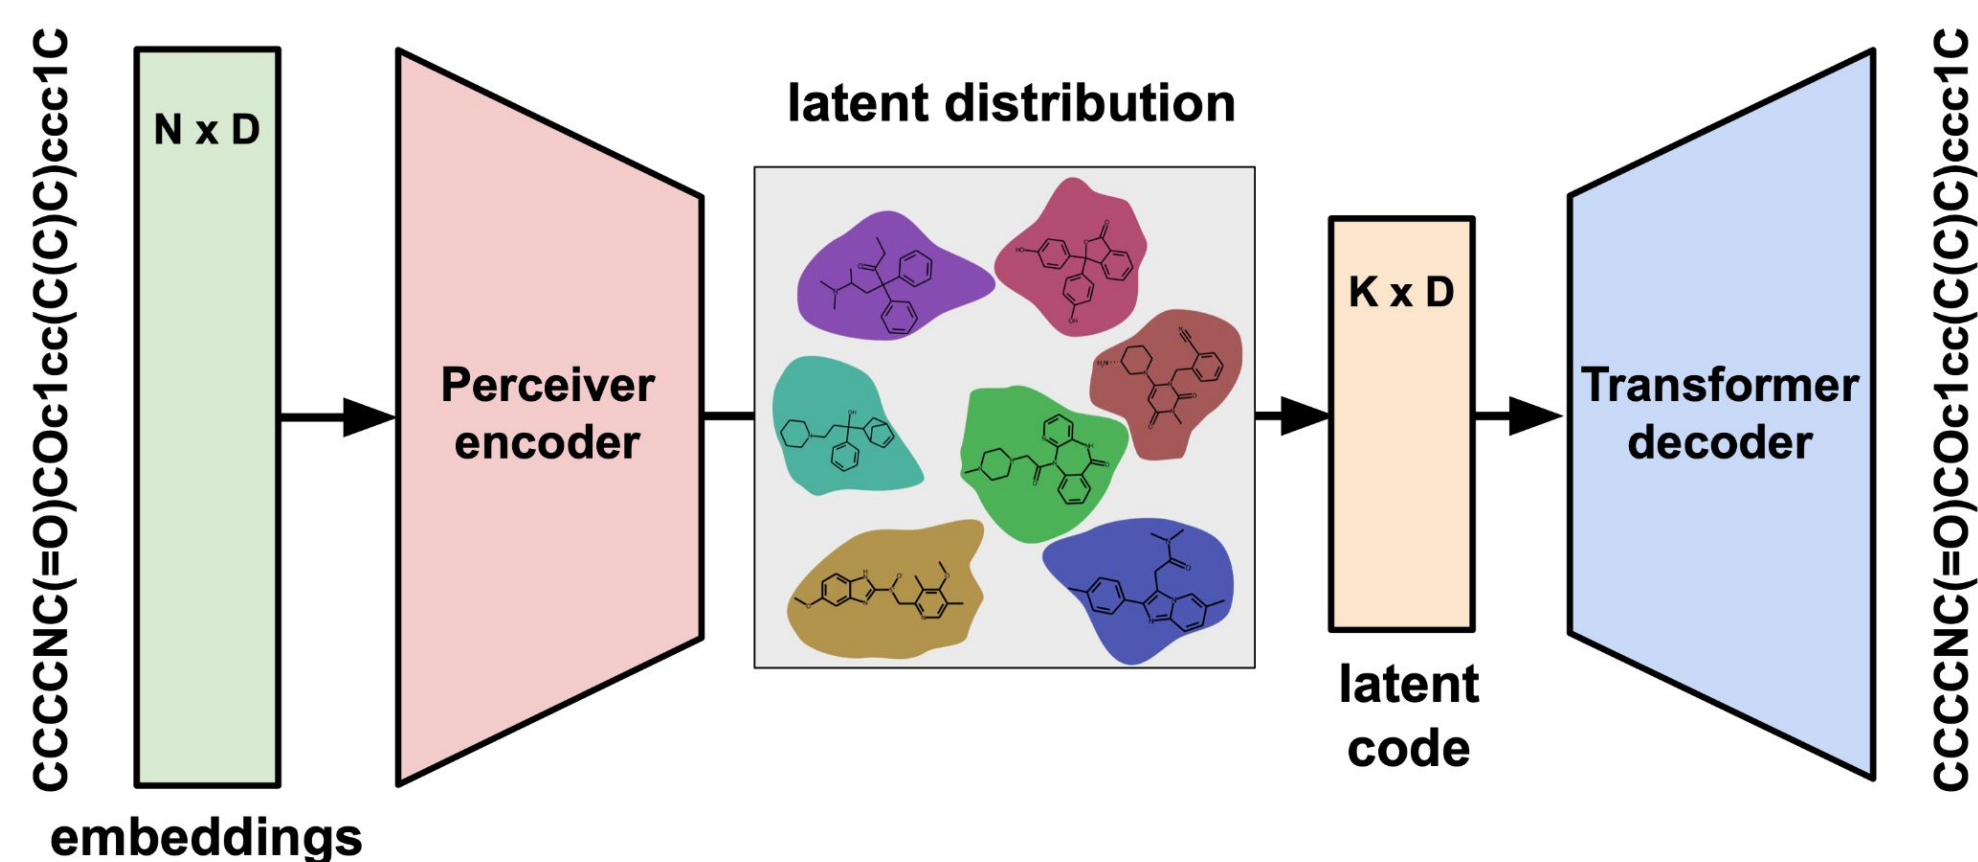 CCCCNC(=O)COc1cc(C(C)C)ccc1C
N x D
embeddings
Perceiver
encoder
latent distribution
K x D
latent
code
Transformer
decoder
CCCCNC(=O)COc1cc(C(C)C)ccc1C